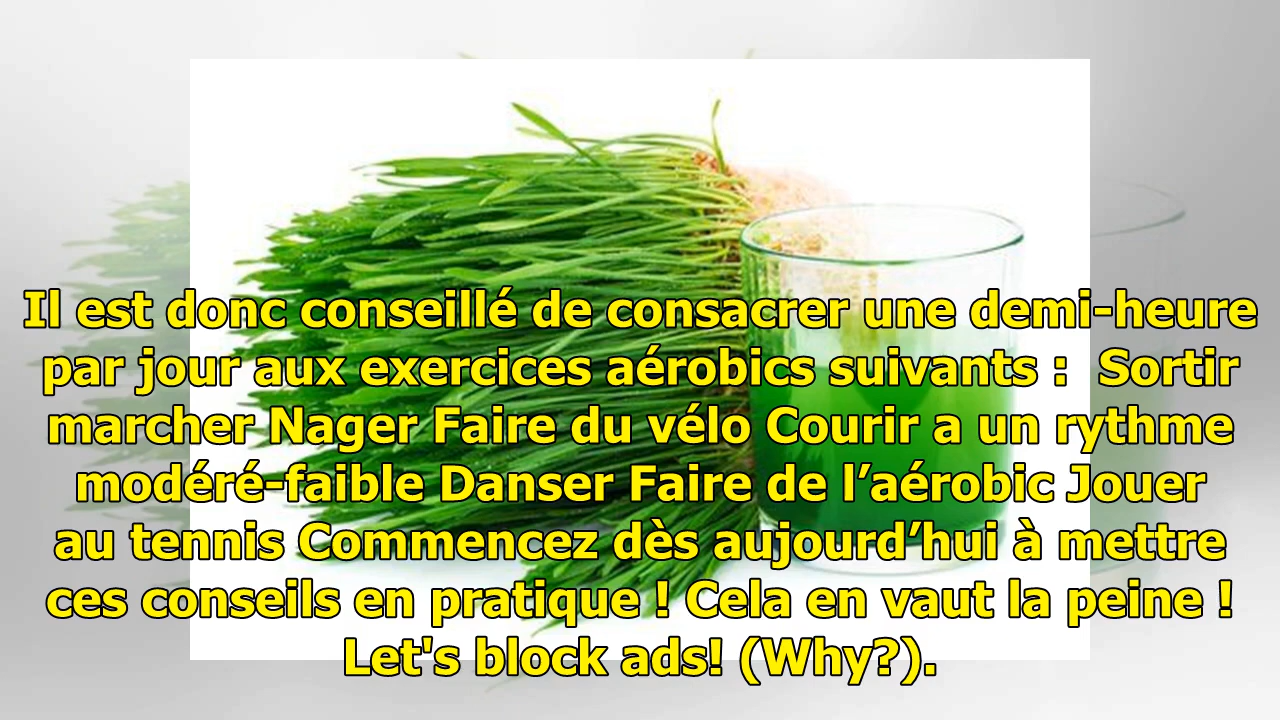 Il est donc conseillé de consacrer une demi-heure
par jour aux exercices aérobics suivants :  Sortir
marcher Nager Faire du vélo Courir a un rythme
modéré-faible Danser Faire de l’aérobic Jouer
au tennis Commencez dès aujourd’hui à mettre
ces conseils en pratique ! Cela en vaut la peine !
Let's block ads! (Why?).